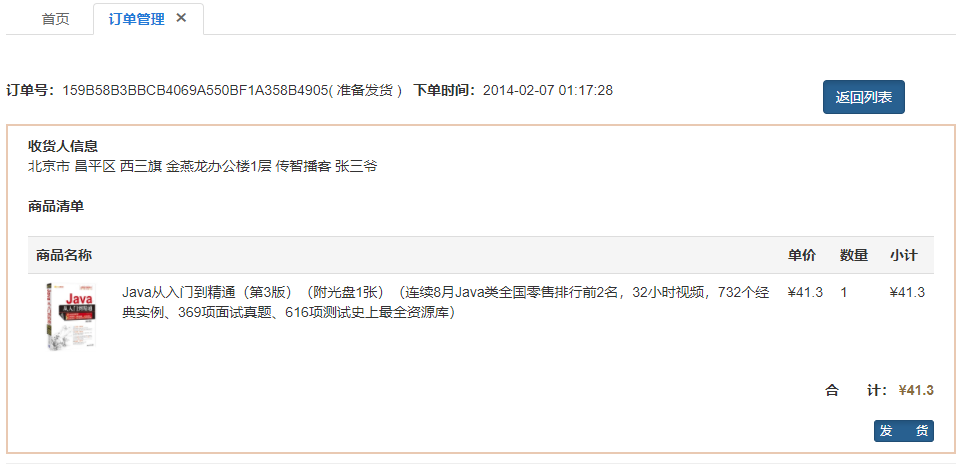 首页 订单管理 ✕
订单号：159B58B3BBCB4069A550BF1A358B4905( 准备发货 ) 下单时间：2014-02-07 01:17:28 返回列表
收货人信息
北京市 昌平区 西三旗 金燕龙办公楼1层 传智播客 张三爷
商品清单
商品名称 单价 数量 小计
Java
从入门到精通
Java从入门到精通（第3版）（附光盘1张）（连续8月Java类全国零售排行前2名，32小时视频，732个经 ¥41.3 1 ¥41.3
典实例、369项面试真题、616项测试史上最全资源库）
合 计： ¥41.3
发 货